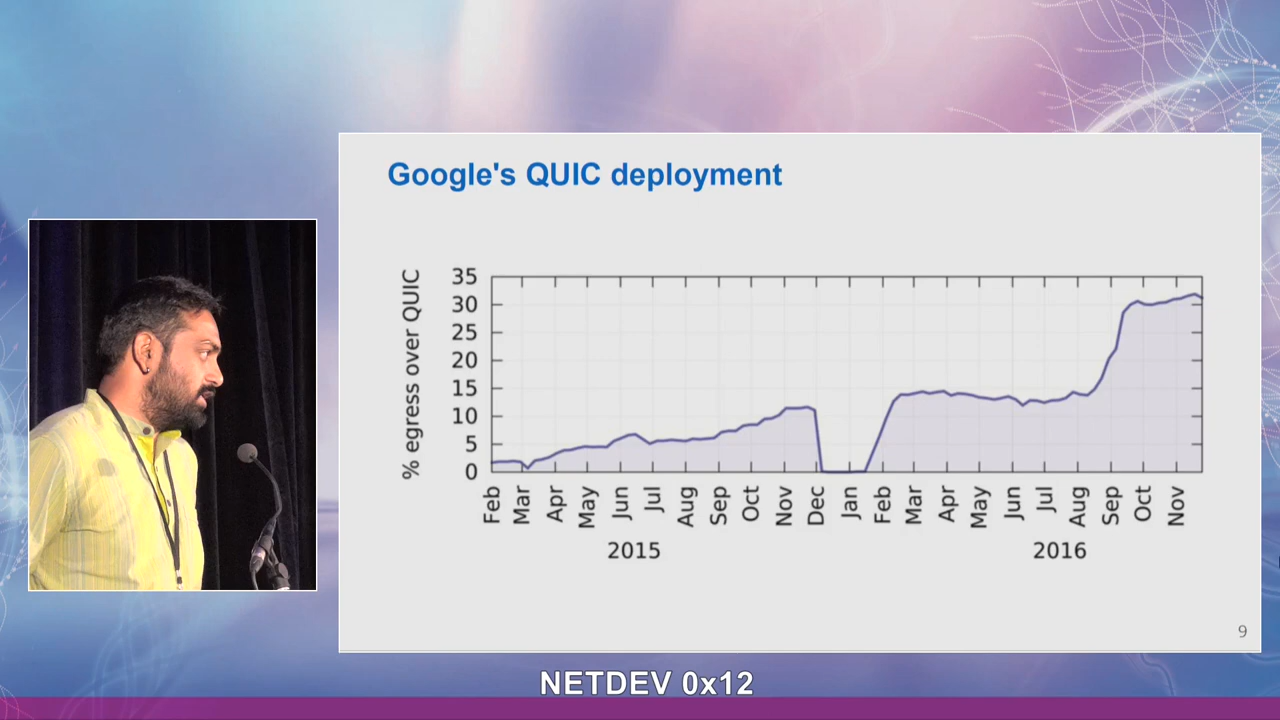 Google's QUIC deployment
% egress over QUIC
35
30
25
20
15
10
5
0
Feb Mar Apr May Jun Jul Aug Sep Oct Nov Dec Jan Feb Mar Apr May Jun Jul Aug Sep Oct Nov
2015 2016
9
NETDEV 0x12